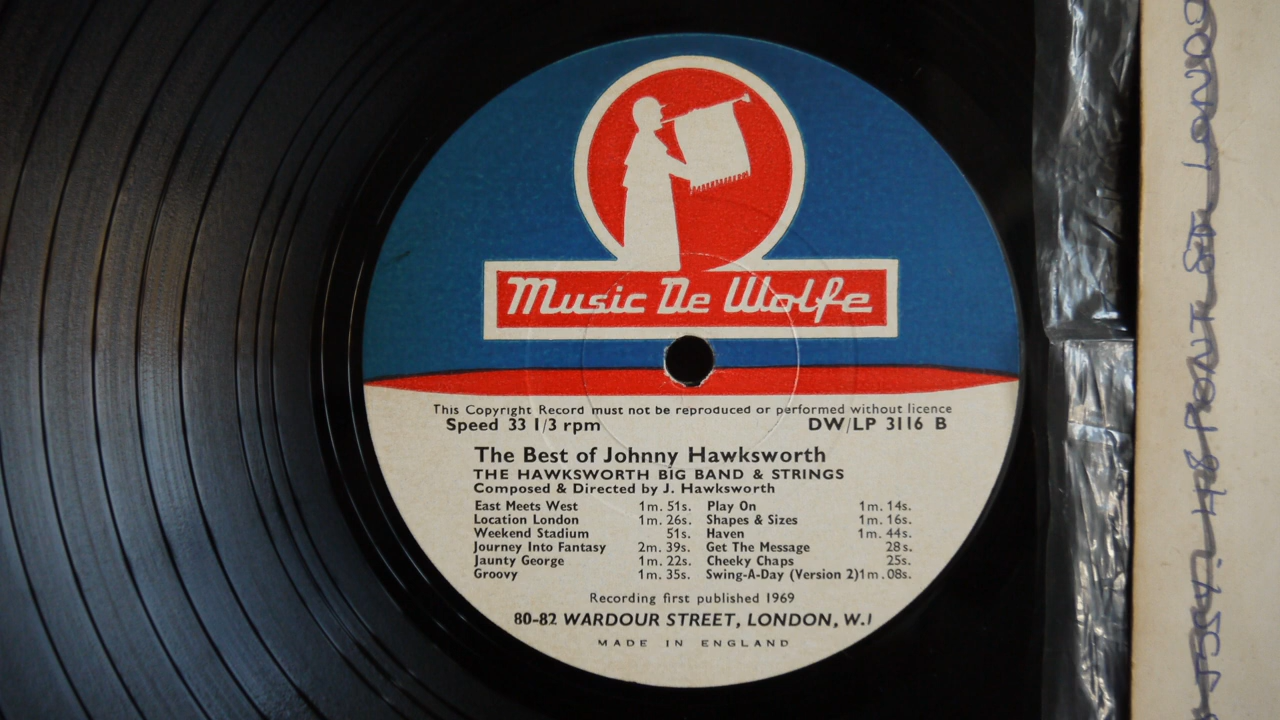 Music De Wolfe
This Copyright Record must not be reproduced or performed without licence
Speed 33 1/3 rpm DW/LP 3116 B
The Best of Johnny Hawksworth
THE HAWKSWORTH BIG BAND & STRINGS
Composed & Directed by J. Hawksworth
East Meets West 1m. 51s. Play On 1m. 14s.
Location London 1m. 26s. Shapes & Sizes 1m. 16s.
Weekend Stadium 51s. Haven 1m. 44s.
Journey Into Fantasy 2m. 39s. Get The Message 28s.
Jaunty George 1m. 22s. Cheeky Chaps 25s.
Groovy 1m. 35s. Swing-A-Day (Version 2) 1m. 08s.
Recording first published 1969
80-82 WARDOUR STREET, LONDON, W.1
MADE IN ENGLAND
48 PONT ST.